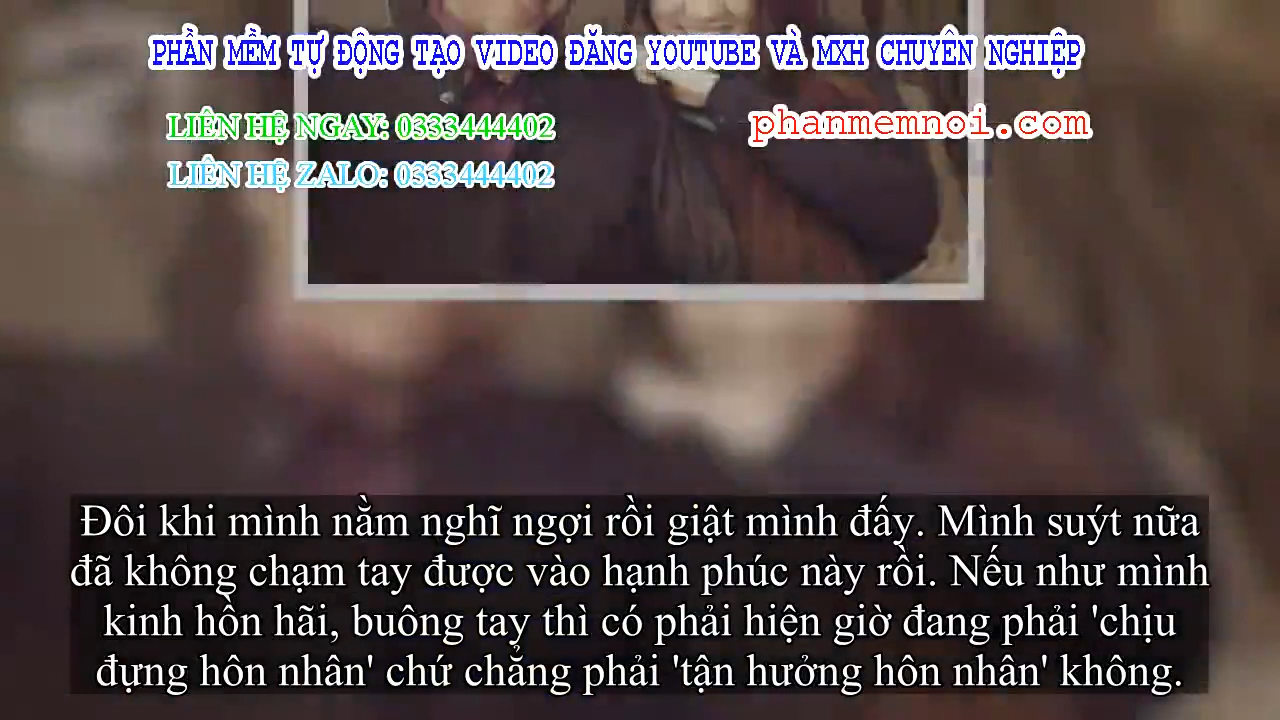 PHẦN MỀM TỰ ĐỘNG TẠO VIDEO ĐĂNG YOUTUBE VÀ MXH CHUYÊN NGHIỆP
LIÊN HỆ NGAY: 0333444402
phanmemnoi.com
LIÊN HỆ ZALO: 0333444402
Đôi khi mình nằm nghĩ ngợi rồi giật mình đấy. Mình suýt nữa
đã không chạm tay được vào hạnh phúc này rồi. Nếu như mình
kinh hồn hãi, buông tay thì có phải hiện giờ đang phải 'chịu
đựng hôn nhân' chứ chẳng phải 'tận hưởng hôn nhân' không.